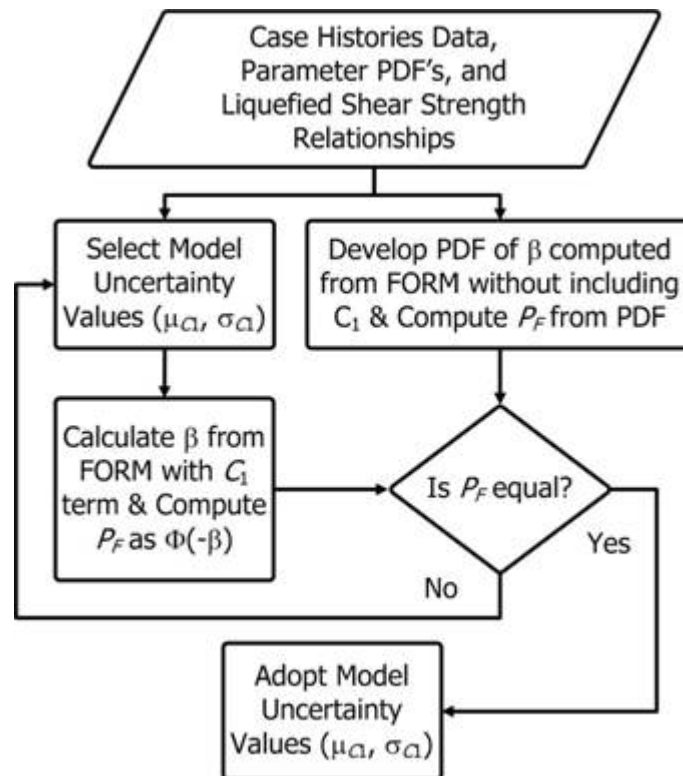 Case Histories Data,
Parameter PDF's, and
Liquefied Shear Strength
Relationships
Select Model
Uncertainty
Values (μC1, σC1)
Develop PDF of β computed
from FORM without including
C1 & Compute PF from PDF
Calculate β from
FORM with C1
term & Compute
PF as Φ(-β)
Is PF equal?
Yes
No
Adopt Model
Uncertainty
Values (μC1, σC1)